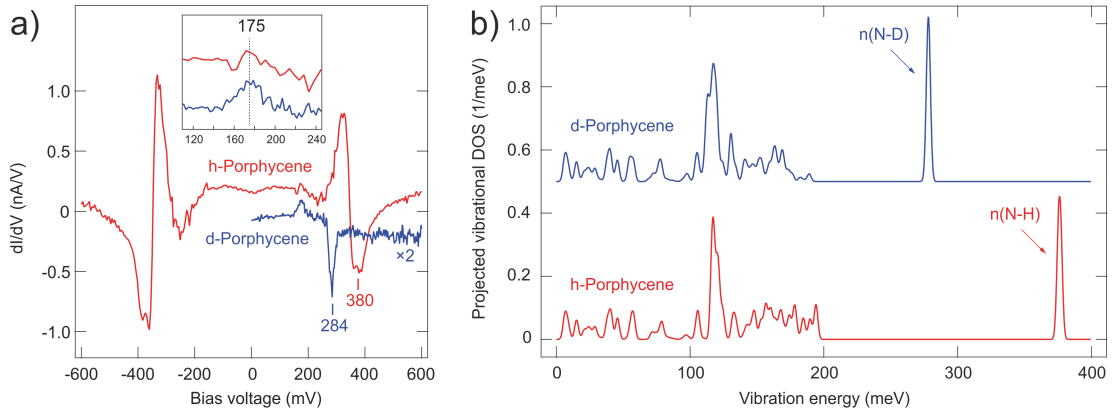 a)
175
120 160 200 240
1.0
0
-0.5
-1.0
dI/dV (nA/V)
h-Porphycene
d-Porphycene
×2
380
284
-600 -400 -200 0 200 400 600
Bias voltage (mV)
b)
n(N-D)
d-Porphycene
n(N-H)
h-Porphycene
1.0
0.8
0.6
0.4
0.2
0
Projected vibrational DOS (1/meV)
0 100 200 300 400
Vibration energy (meV)